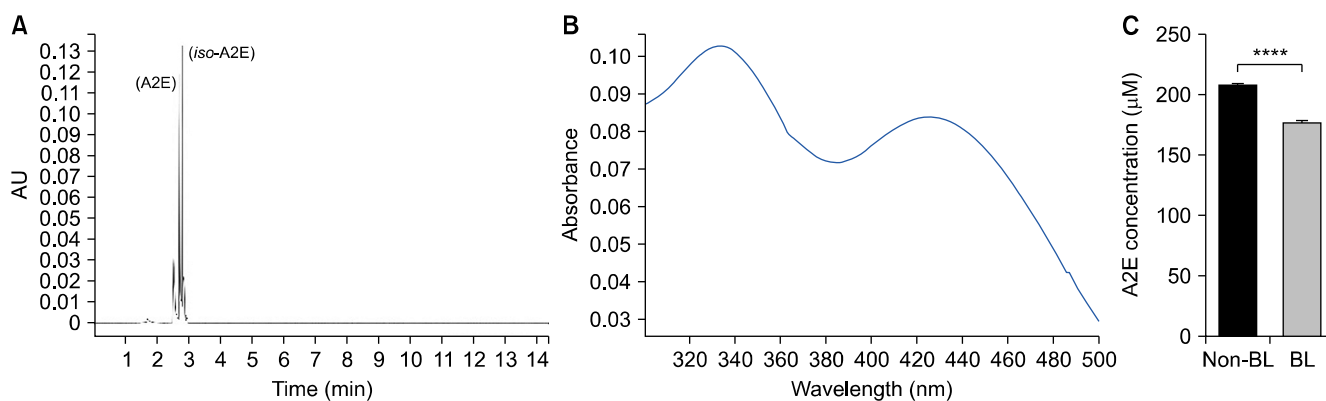 A
AU
0.13
0.12
0.11
0.10
0.09
0.08
0.07
0.06
0.05
0.04
0.03
0.02
0.01
0
(A2E)
(iso-A2E)
1 2 3 4 5 6 7 8 9 10 11 12 13 14
Time (min)
B
Absorbance
0.10
0.09
0.08
0.07
0.06
0.05
0.04
0.03
320 340 360 380 400 420 440 460 480 500
Wavelength (nm)
C
A2E concentration (μM)
250
200
150
100
50
0
****
Non-BL BL